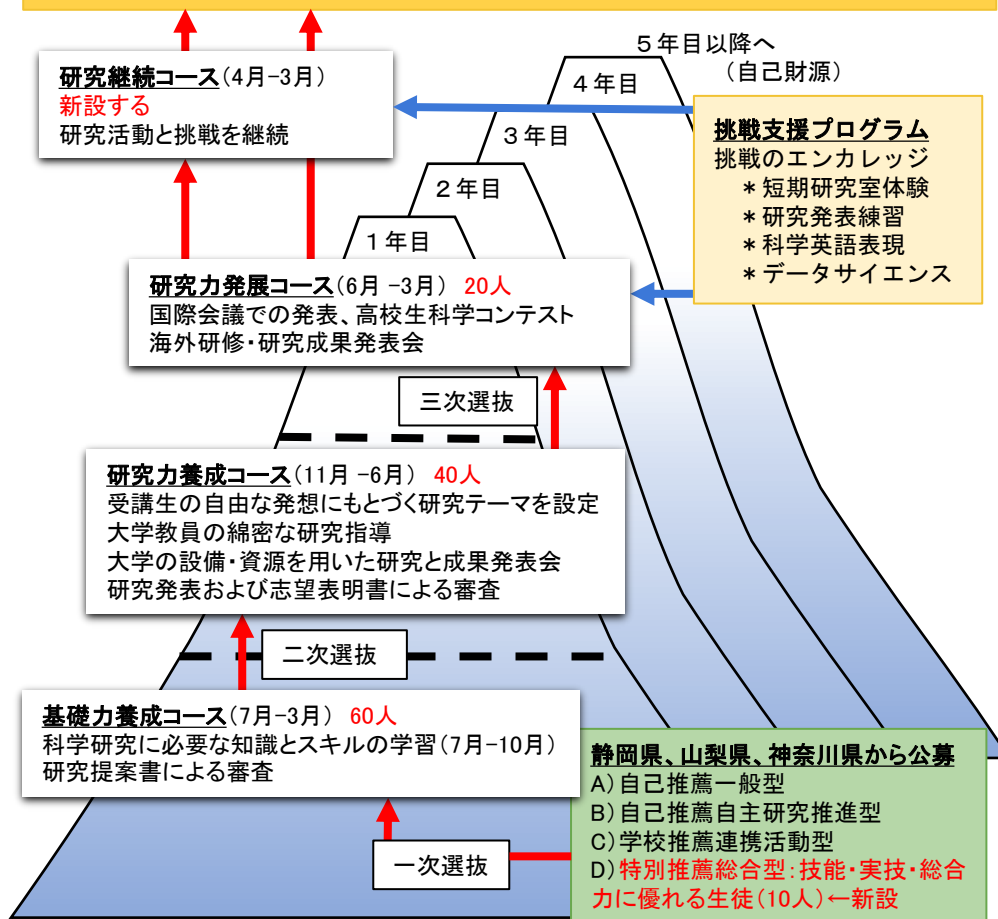 5年目以降へ
(自己財源)
4年目
3年目
2年目
1年目
研究継続コース(4月-3月)
新設する
研究活動と挑戦を継続
挑戦支援プログラム
挑戦のエンカレッジ
*短期研究室体験
*研究発表練習
*科学英語表現
*データサイエンス
研究力発展コース(6月-3月) 20人
国際会議での発表、高校生科学コンテスト
海外研修・研究成果発表会
三次選抜
研究力養成コース(11月-6月) 40人
受講生の自由な発想にもとづく研究テーマを設定
大学教員の綿密な研究指導
大学の設備・資源を用いた研究と成果発表会
研究発表および志望表明書による審査
二次選抜
基礎力養成コース(7月-3月) 60人
科学研究に必要な知識とスキルの学習(7月-10月)
研究提案書による審査
一次選抜
静岡県、山梨県、神奈川県から公募
A)自己推薦一般型
B)自己推薦自主研究推進型
C)学校推薦連携活動型
D)特別推薦総合型:技能・実技・総合
力に優れる生徒(10人)←新設